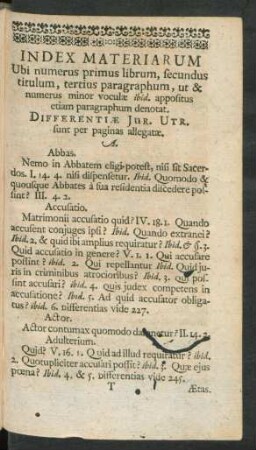 INDEX MATERIARUM
Ubi numerus primus librum, secundus
titulum, tertius paragraphum, ut &
numerus minor voculæ ibid. appositus
etiam paragraphum denotat.
DIFFERENTIÆ JUR. UTR.
sunt per paginas allegatæ.
A.
Abbas.
Nemo in Abbatem eligi potest, nisi sit Sacer-
dos. I. 14. 4. nisi dispensetur. Ibid. Quomodo &
quousque Abbates à sua residentia discedere pos-
sint? III. 4. 2.
Accusatio.
Matrimonii accusatio quid? IV. 18. 1. Quando
accusent conjuges ipsi? Ibid. Quando extranei?
Ibid. 2. & quid ibi amplius requiratur? Ibid. & §. 3.
Quid accusatio in genere? V. 1. 1. Qui accusare
possint? ibid. 2. Qui repellantur Ibid. Quid ju-
ris in criminibus atrocioribus? Ibid. 3. Qui pos-
sint accusari? ibid. 4. quis judex competens in
accusatione? Ibid. 5. Ad quid accusator obliga-
tus? ibid. 6. Differentias vide 227.
Actor.
Actor contumax quomodo damnetur? II. 14. 2.
Adulterium.
Quid? V. 16. 1. Quid ad illud requiratur? ibid.
2. Quotupliciter accusari possit? ibid. Quæ ejus
pœna? Ibid. 4. & 5. Differentias vide 245.
T Ætas.